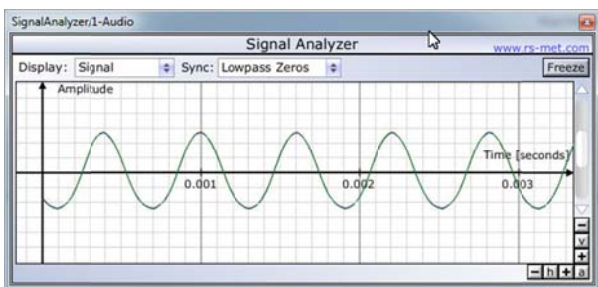 SignalAnalyzer/1-Audio
Signal Analyzer
www.rs-met.com
Display: Signal Sync: Lowpass Zeros Freeze
Amplitude
Time [seconds]
0.001 0.002 0.003
- v +
- h + a